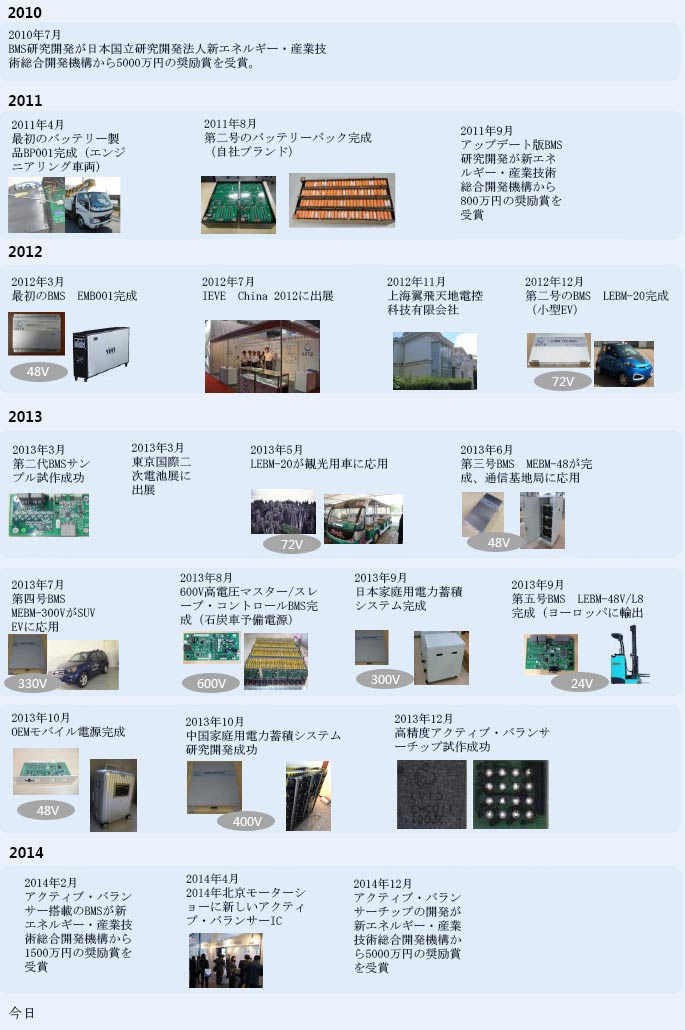 2010
2010年7月
BMS研究開発が日本国立研究開発法人新エネルギー・産業技
術総合開発機構から5000万円の奨励賞を受賞。
2011
2011年4月
最初のバッテリー製
品BP001完成（エンジ
ニアリング車両）
2011年8月
第二号のバッテリーパック完成
（自社ブランド）
2011年9月
アップデート版BMS
研究開発が新エネ
ルギー・産業技術
総合開発機構から
800万円の奨励賞を
受賞
2012
2012年3月
最初のBMS　EMB001完成
48V
2012年7月
IEVE　China 2012に出展
2012年11月
上海翼飛天地電控
科技有限会社
2012年12月
第二号のBMS　LEBM-20完成
（小型EV）
72V
2013
2013年3月
第二代BMSサン
プル試作成功
2013年3月
東京国際二
次電池展に
出展
2013年5月
LEBM-20が観光用車に応用
72V
2013年6月
第三号BMS　MEBM-48が完
成、通信基地局に応用
48V
2013年7月
第四号BMS
MEBM-300VがSUV
EVに応用
330V
2013年8月
600V高電圧マスター/スレ
ーブ・コントロールBMS完
成（石炭車予備電源）
600V
2013年9月
日本家庭用電力蓄積
システム完成
300V
2013年9月
第五号BMS　LEBM-48V/L8
完成（ヨーロッパに輸出
24V
2013年10月
OEMモバイル電源完成
48V
2013年10月
中国家庭用電力蓄積システム
研究開発成功
400V
2013年12月
高精度アクティブ・バランサ
ーチップ試作成功
2014
2014年2月
アクティブ・バラン
サー搭載のBMSが新
エネルギー・産業技
術総合開発機構から
1500万円の奨励賞を
受賞
2014年4月
2014年北京モーターシ
ョーに新しいアクティ
ブ・バランサーIC
2014年12月
アクティブ・バラン
サーチップの開発が
新エネルギー・産業
技術総合開発機構か
ら5000万円の奨励賞
を受賞
今日